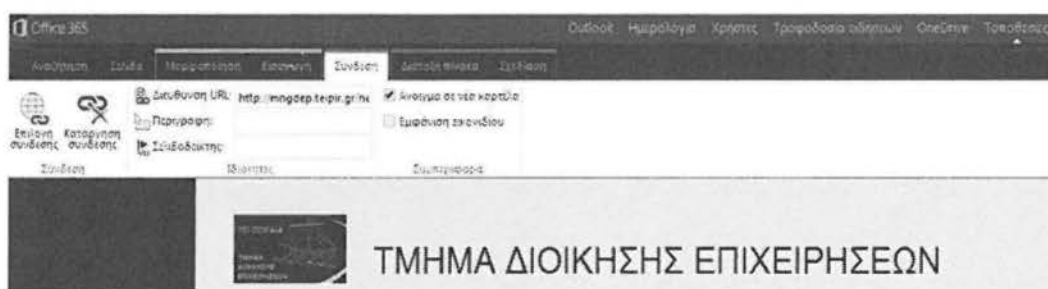 Office 365
Outlook Ημερολόγιο Χρήστες Τροφοδοσία ειδήσεων OneDrive Τοποθεσίες
Αναζήτηση Σελίδα Μορφοποίηση Εισαγωγή Σύνδεση Διάταξη πίνακα Σχεδίαση
Διεύθυνση URL: http://mngdep.teipir.gr/ne
Άνοιγμα σε νέα καρτέλα
Περιγραφή:
Εμφάνιση εικονιδίου
Επιλογή σύνδεσης
Κατάργηση σύνδεσης
Σελιδοδείκτης:
Σύνδεση Ιδιότητες Συμπεριφορά
ΤΜΗΜΑ ΔΙΟΙΚΗΣΗΣ ΕΠΙΧΕΙΡΗΣΕΩΝ